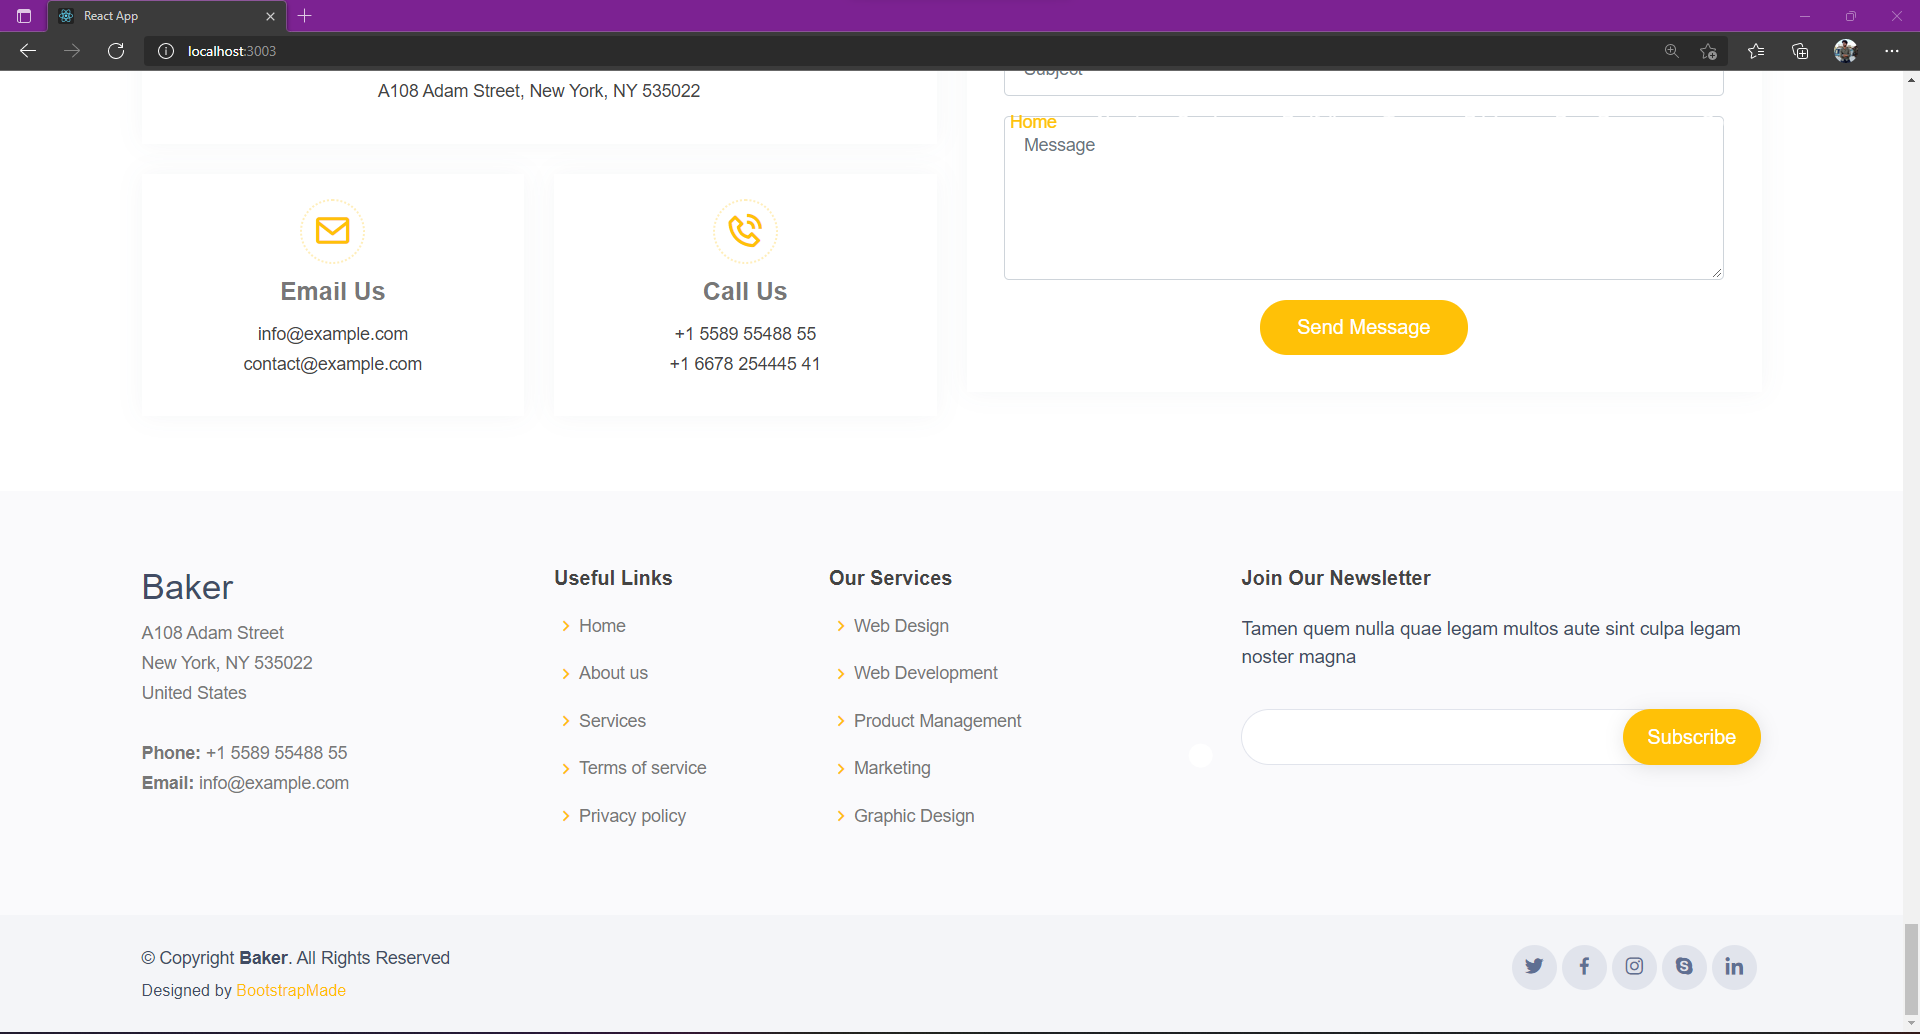 React App
localhost:3003
Subject
A108 Adam Street, New York, NY 535022
Home
Message
Email Us
info@example.com
contact@example.com
Call Us
+1 5589 55488 55
+1 6678 254445 41
Send Message
Baker
A108 Adam Street
New York, NY 535022
United States
Phone: +1 5589 55488 55
Email: info@example.com
Useful Links
Home
About us
Services
Terms of service
Privacy policy
Our Services
Web Design
Web Development
Product Management
Marketing
Graphic Design
Join Our Newsletter
Tamen quem nulla quae legam multos aute sint culpa legam
noster magna
Subscribe
© Copyright Baker. All Rights Reserved
Designed by BootstrapMade